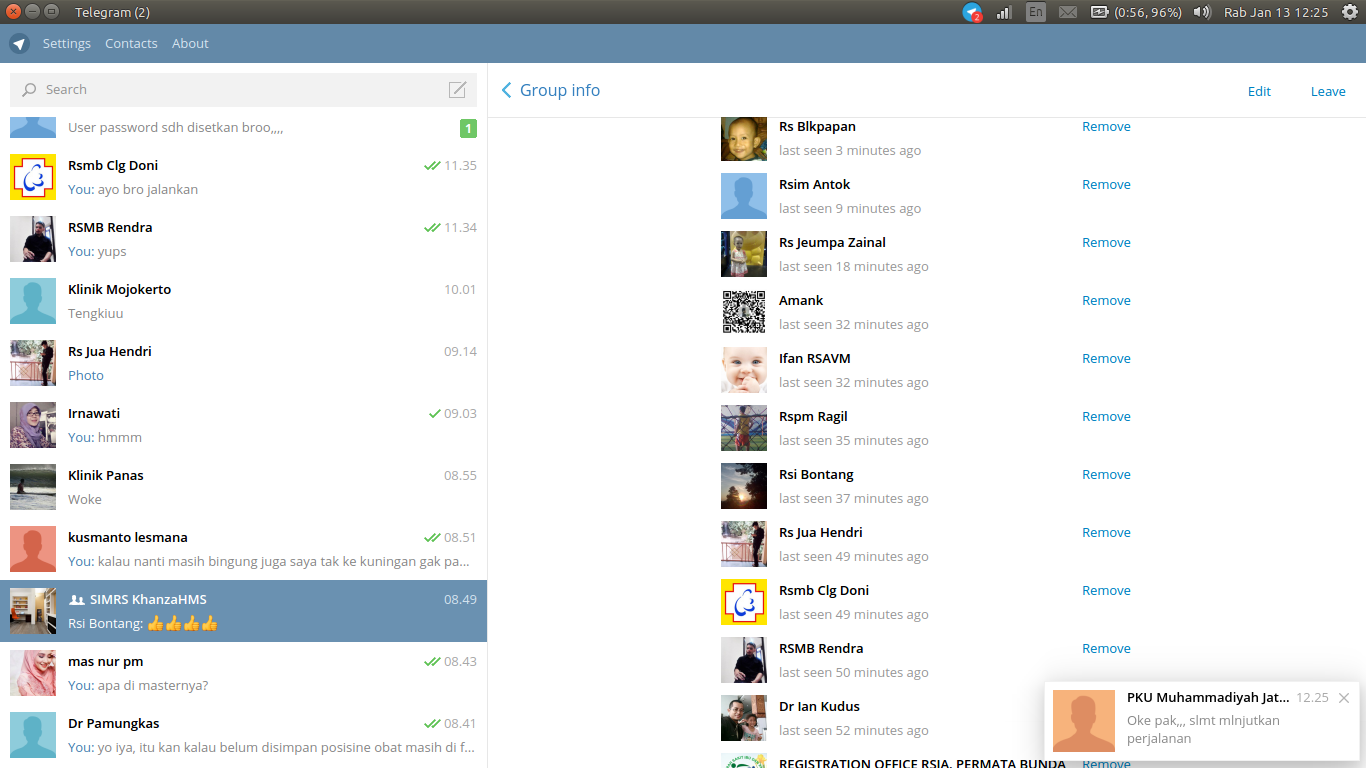 Telegram (2)
En
(0:56, 96%)
Rab Jan 13 12:25
2
Settings
Contacts
About
Search
User password sdh disetkan broo,,,,
1
Rsmb Clg Doni
11.35
You: ayo bro jalankan
RSMB Rendra
11.34
You: yups
Klinik Mojokerto
10.01
Tengkiuu
Rs Jua Hendri
09.14
Photo
Irnawati
09.03
You: hmmm
Klinik Panas
08.55
Woke
kusmanto lesmana
08.51
You: kalau nanti masih bingung juga saya tak ke kuningan gak pa...
SIMRS KhanzaHMS
08.49
Rsi Bontang: 👍👍👍👍
mas nur pm
08.43
You: apa di masternya?
Dr Pamungkas
08.41
You: yo iya, itu kan kalau belum disimpan posisine obat masih di f...
Group info
Edit
Leave
Rs Blkpapan
Remove
last seen 3 minutes ago
Rsim Antok
Remove
last seen 9 minutes ago
Rs Jeumpa Zainal
Remove
last seen 18 minutes ago
Amank
Remove
last seen 32 minutes ago
Ifan RSAVM
Remove
last seen 32 minutes ago
Rspm Ragil
Remove
last seen 35 minutes ago
Rsi Bontang
Remove
last seen 37 minutes ago
Rs Jua Hendri
Remove
last seen 49 minutes ago
Rsmb Clg Doni
Remove
last seen 49 minutes ago
RSMB Rendra
Remove
last seen 50 minutes ago
Dr Ian Kudus
last seen 52 minutes ago
REGISTRATION OFFICE RSIA. PERMATA BUNDA
Remove
PKU Muhammadiyah Jat...
12.25
Oke pak,,, slmt mlnjutkan
perjalanan